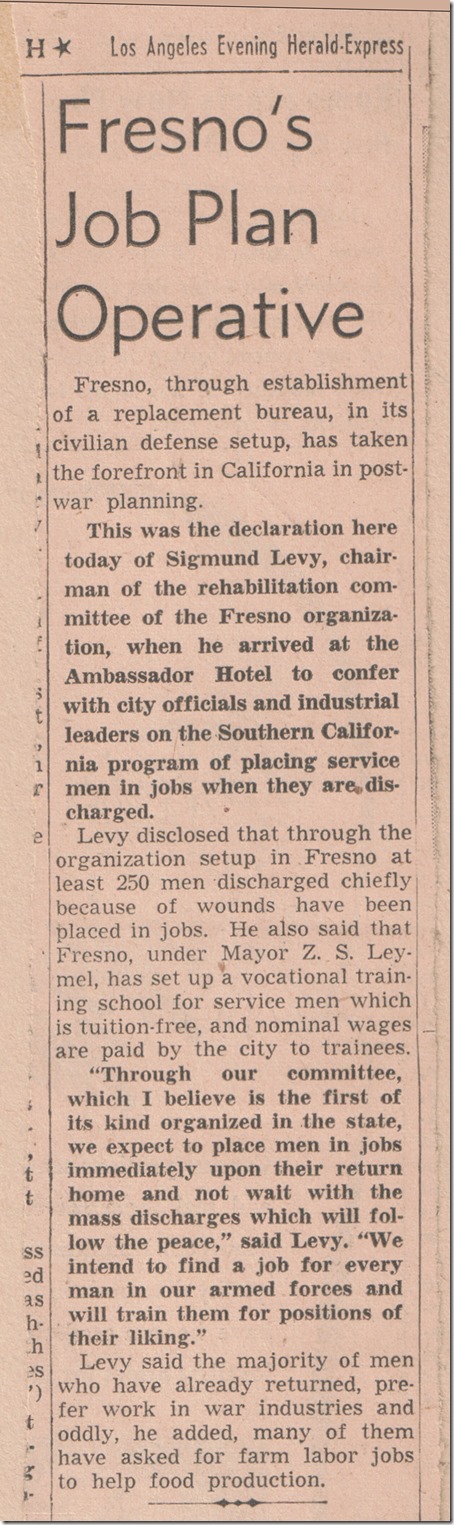 H★ Los Angeles Evening Herald-Express
Fresno's
Job Plan
Operative
Fresno, through establishment
of a replacement bureau, in its
civilian defense setup, has taken
the forefront in California in post-
war planning.
This was the declaration here
today of Sigmund Levy, chair-
man of the rehabilitation com-
mittee of the Fresno organiza-
tion, when he arrived at the
Ambassador Hotel to confer
with city officials and industrial
leaders on the Southern Califor-
nia program of placing service
men in jobs when they are dis-
charged.
Levy disclosed that through the
organization setup in Fresno at
least 250 men discharged chiefly
because of wounds have been
placed in jobs. He also said that
Fresno, under Mayor Z. S. Ley-
mel, has set up a vocational train-
ing school for service men which
is tuition-free, and nominal wages
are paid by the city to trainees.
"Through our committee,
which I believe is the first of
its kind organized in the state,
we expect to place men in jobs
immediately upon their return
home and not wait with the
mass discharges which will fol-
low the peace," said Levy. "We
intend to find a job for every
man in our armed forces and
will train them for positions of
their liking."
Levy said the majority of men
who have already returned, pre-
fer work in war industries and
oddly, he added, many of them
have asked for farm labor jobs
to help food production.